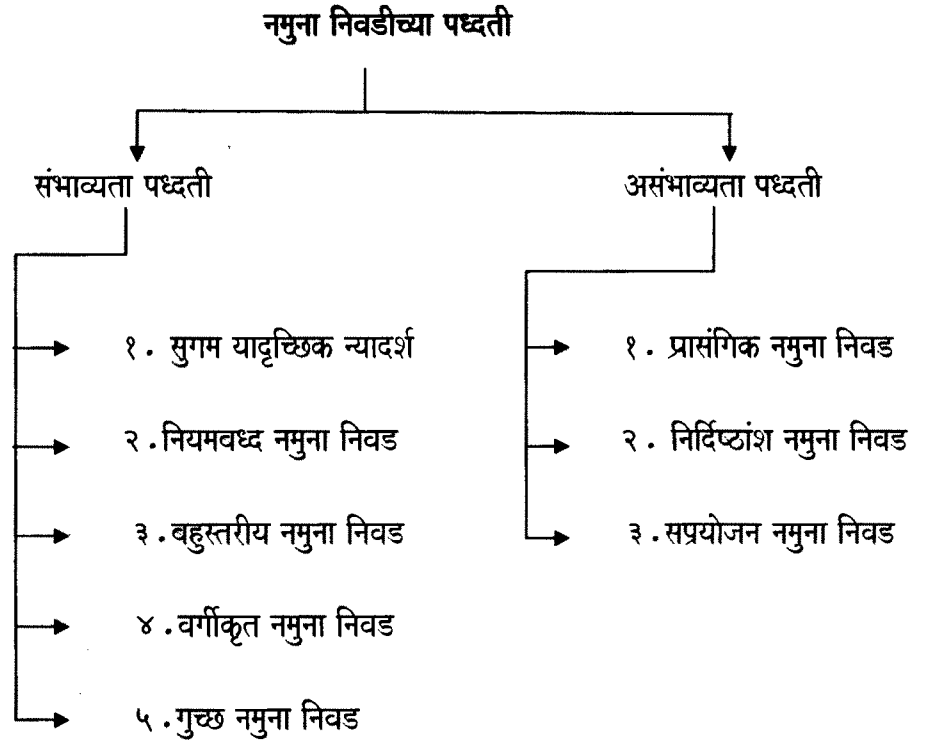 नमुना निवडीच्या पध्दती
संभाव्यता पध्दती
१. सुगम यादृच्छिक न्यादर्श
२.नियमवध्द नमुना निवड
३.बहुस्तरीय नमुना निवड
४.वर्गीकृत नमुना निवड
५.गुच्छ नमुना निवड
असंभाव्यता पध्दती
१. प्रासंगिक नमुना निवड
२. निर्दिष्ठांश नमुना निवड
३.सप्रयोजन नमुना निवड